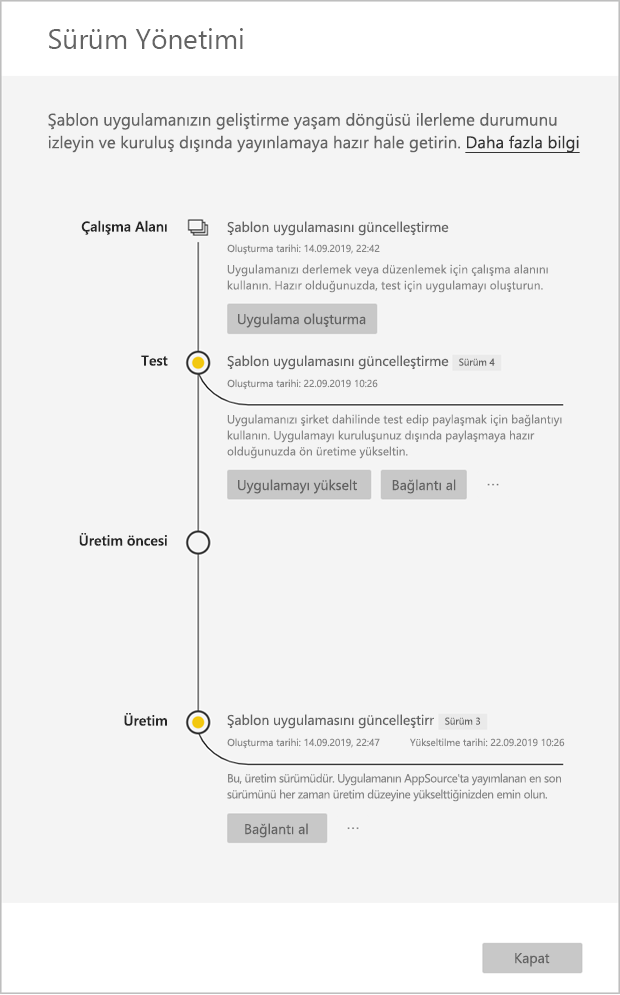 Sürüm Yönetimi
Şablon uygulamanızın geliştirme yaşam döngüsü ilerleme durumunu
izleyin ve kuruluş dışında yayınlamaya hazır hale getirin. Daha fazla bilgi
Çalışma Alanı
Şablon uygulamasını güncelleştirme
Oluşturma tarihi: 14.09.2019, 22:42
Uygulamanızı derlemek veya düzenlemek için çalışma alanını
kullanın. Hazır olduğunuzda, test için uygulamayı oluşturun.
Uygulama oluşturma
Test
Şablon uygulamasını güncelleştirme Sürüm 4
Oluşturma tarihi: 22.09.2019 10:26
Uygulamanızı şirket dahilinde test edip paylaşmak için bağlantıyı
kullanın. Uygulamayı kuruluşunuz dışında paylaşmaya hazır
olduğunuzda ön üretime yükseltin.
Uygulamayı yükselt Bağlantı al ...
Üretim öncesi
Üretim
Şablon uygulamasını güncelleştirr Sürüm 3
Oluşturma tarihi: 14.09.2019, 22:47 Yükseltilme tarihi: 22.09.2019 10:26
Bu, üretim sürümüdür. Uygulamanın AppSource'ta yayımlanan en son
sürümünü her zaman üretim düzeyine yükselttiğinizden emin olun.
Bağlantı al ...
Kapat